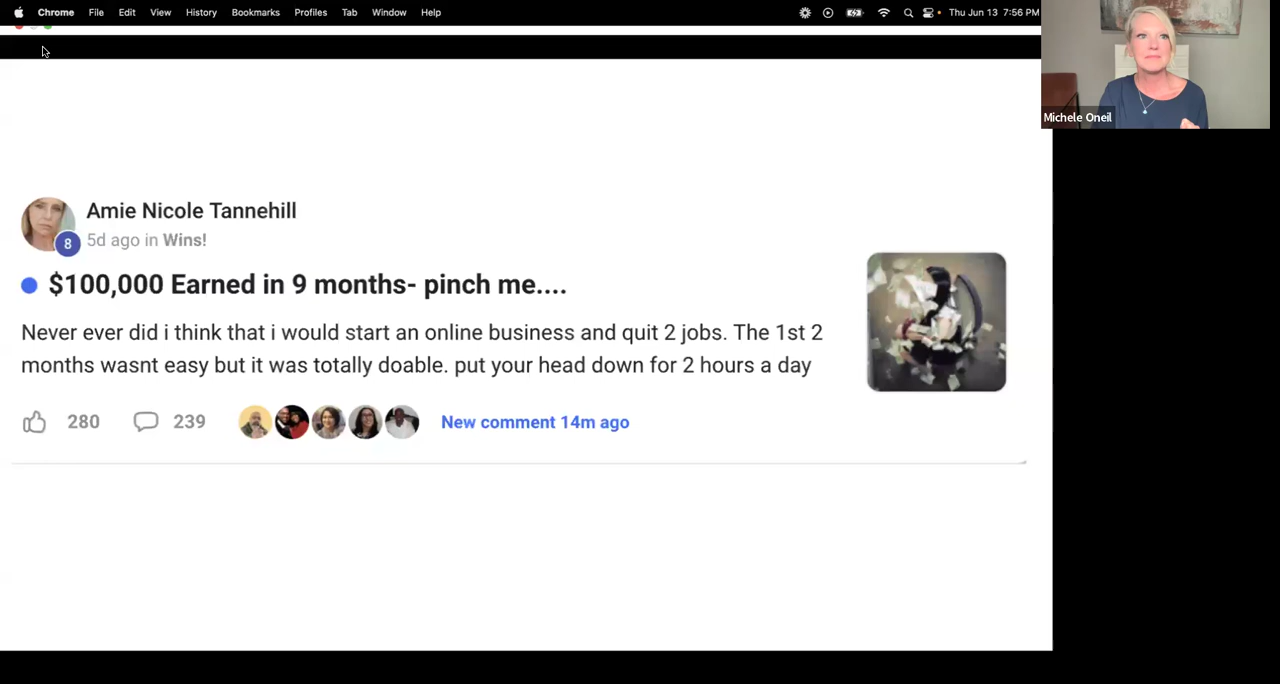 Chrome File Edit View History Bookmarks Profiles Tab Window Help Thu Jun 13 7:56 PM
Michele Oneil
Amie Nicole Tannehill
8
5d ago in Wins!
$100,000 Earned in 9 months- pinch me....
Never ever did i think that i would start an online business and quit 2 jobs. The 1st 2
months wasnt easy but it was totally doable. put your head down for 2 hours a day
280 239 New comment 14m ago